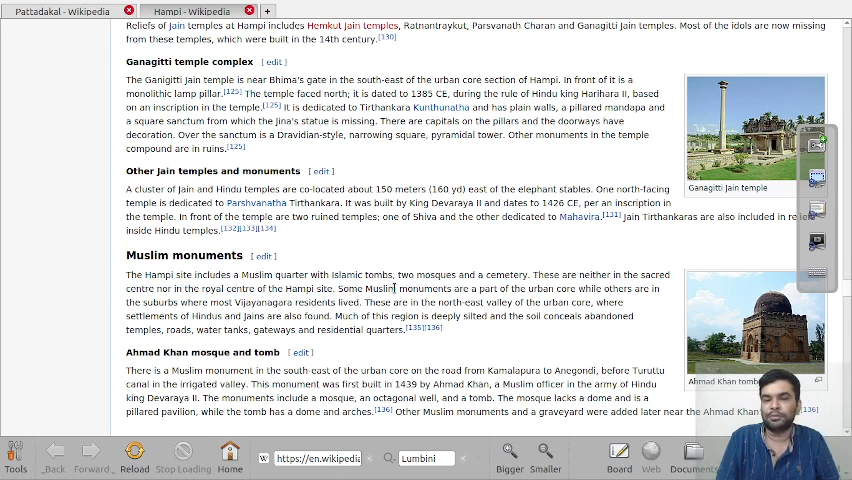 Pattadakal - Wikipedia
Hampi - Wikipedia
Reliefs of Jain temples at Hampi includes Hemkut Jain temples, Ratnantraykut, Parsvanath Charan and Ganagitti Jain temples. Most of the idols are now missing
from these temples, which were built in the 14th century.[130]
Ganagitti temple complex [ edit ]
The Ganigitti Jain temple is near Bhima's gate in the south-east of the urban core section of Hampi. In front of it is a
monolithic lamp pillar.[125] The temple faced north; it is dated to 1385 CE, during the rule of Hindu king Harihara II, based
on an inscription in the temple.[125] It is dedicated to Tirthankara Kunthunatha and has plain walls, a pillared mandapa and
a square sanctum from which the Jina's statue is missing. There are capitals on the pillars and the doorways have
decoration. Over the sanctum is a Dravidian-style, narrowing square, pyramidal tower. Other monuments in the temple
compound are in ruins.[125]
Ganagitti Jain temple
Other Jain temples and monuments [ edit ]
A cluster of Jain and Hindu temples are co-located about 150 meters (160 yd) east of the elephant stables. One north-facing
temple is dedicated to Parshvanatha Tirthankara. It was built by King Devaraya II and dates to 1426 CE, per an inscription in
the temple. In front of the temple are two ruined temples; one of Shiva and the other dedicated to Mahavira.[131] Jain Tirthankaras are also included in reliefs
inside Hindu temples.[132][133][134]
Muslim monuments [ edit ]
The Hampi site includes a Muslim quarter with Islamic tombs, two mosques and a cemetery. These are neither in the sacred
centre nor in the royal centre of the Hampi site. Some Muslim monuments are a part of the urban core while others are in
the suburbs where most Vijayanagara residents lived. These are in the north-east valley of the urban core, where
settlements of Hindus and Jains are also found. Much of this region is deeply silted and the soil conceals abandoned
temples, roads, water tanks, gateways and residential quarters.[135][136]
Ahmad Khan mosque and tomb [ edit ]
There is a Muslim monument in the south-east of the urban core on the road from Kamalapura to Anegondi, before Turuttu
canal in the irrigated valley. This monument was first built in 1439 by Ahmad Khan, a Muslim officer in the army of Hindu
king Devaraya II. The monuments include a mosque, an octagonal well, and a tomb. The mosque lacks a dome and is a
pillared pavilion, while the tomb has a dome and arches.[136] Other Muslim monuments and a graveyard were added later near the Ahmad Khan [136]
Ahmad Khan tomb
Tools
Back
Forward
Reload
Stop Loading
Home
W https://en.wikipedia
Lumbini
Bigger
Smaller
Board
Web
Documents